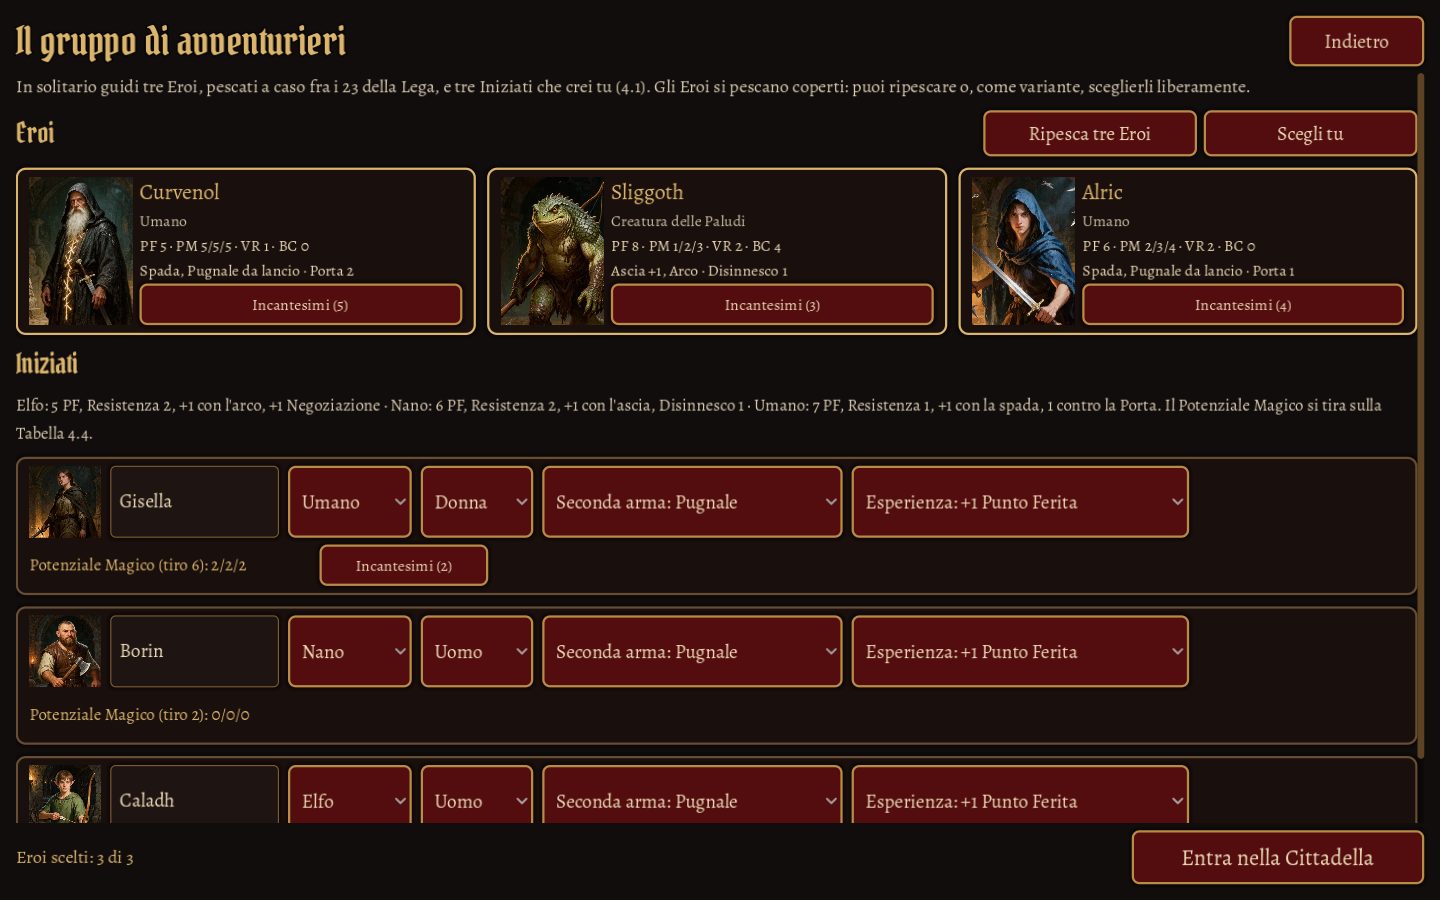 Il gruppo di avventurieri
Indietro
In solitario guidi tre Eroi, pescati a caso fra i 23 della Lega, e tre Iniziati che crei tu (4.1). Gli Eroi si pescano coperti: puoi ripescare o, come variante, sceglierli liberamente.
Eroi
Ripesca tre Eroi
Scegli tu
Curvenol
Umano
PF 5 · PM 5/5/5 · VR 1 · BC 0
Spada, Pugnale da lancio · Porta 2
Incantesimi (5)
Sliggoth
Creatura delle Paludi
PF 8 · PM 1/2/3 · VR 2 · BC 4
Ascia +1, Arco · Disinnesco 1
Incantesimi (3)
Alric
Umano
PF 6 · PM 2/3/4 · VR 2 · BC 0
Spada, Pugnale da lancio · Porta 1
Incantesimi (4)
Iniziati
Elfo: 5 PF, Resistenza 2, +1 con l'arco, +1 Negoziazione · Nano: 6 PF, Resistenza 2, +1 con l'ascia, Disinnesco 1 · Umano: 7 PF, Resistenza 1, +1 con la spada, 1 contro la Porta. Il Potenziale Magico si tira sulla
Tabella 4.4.
Gisella
Umano
Donna
Seconda arma: Pugnale
Esperienza: +1 Punto Ferita
Potenziale Magico (tiro 6): 2/2/2
Incantesimi (2)
Borin
Nano
Uomo
Seconda arma: Pugnale
Esperienza: +1 Punto Ferita
Potenziale Magico (tiro 2): 0/0/0
Caladh
Elfo
Uomo
Seconda arma: Pugnale
Esperienza: +1 Punto Ferita
Eroi scelti: 3 di 3
Entra nella Cittadella